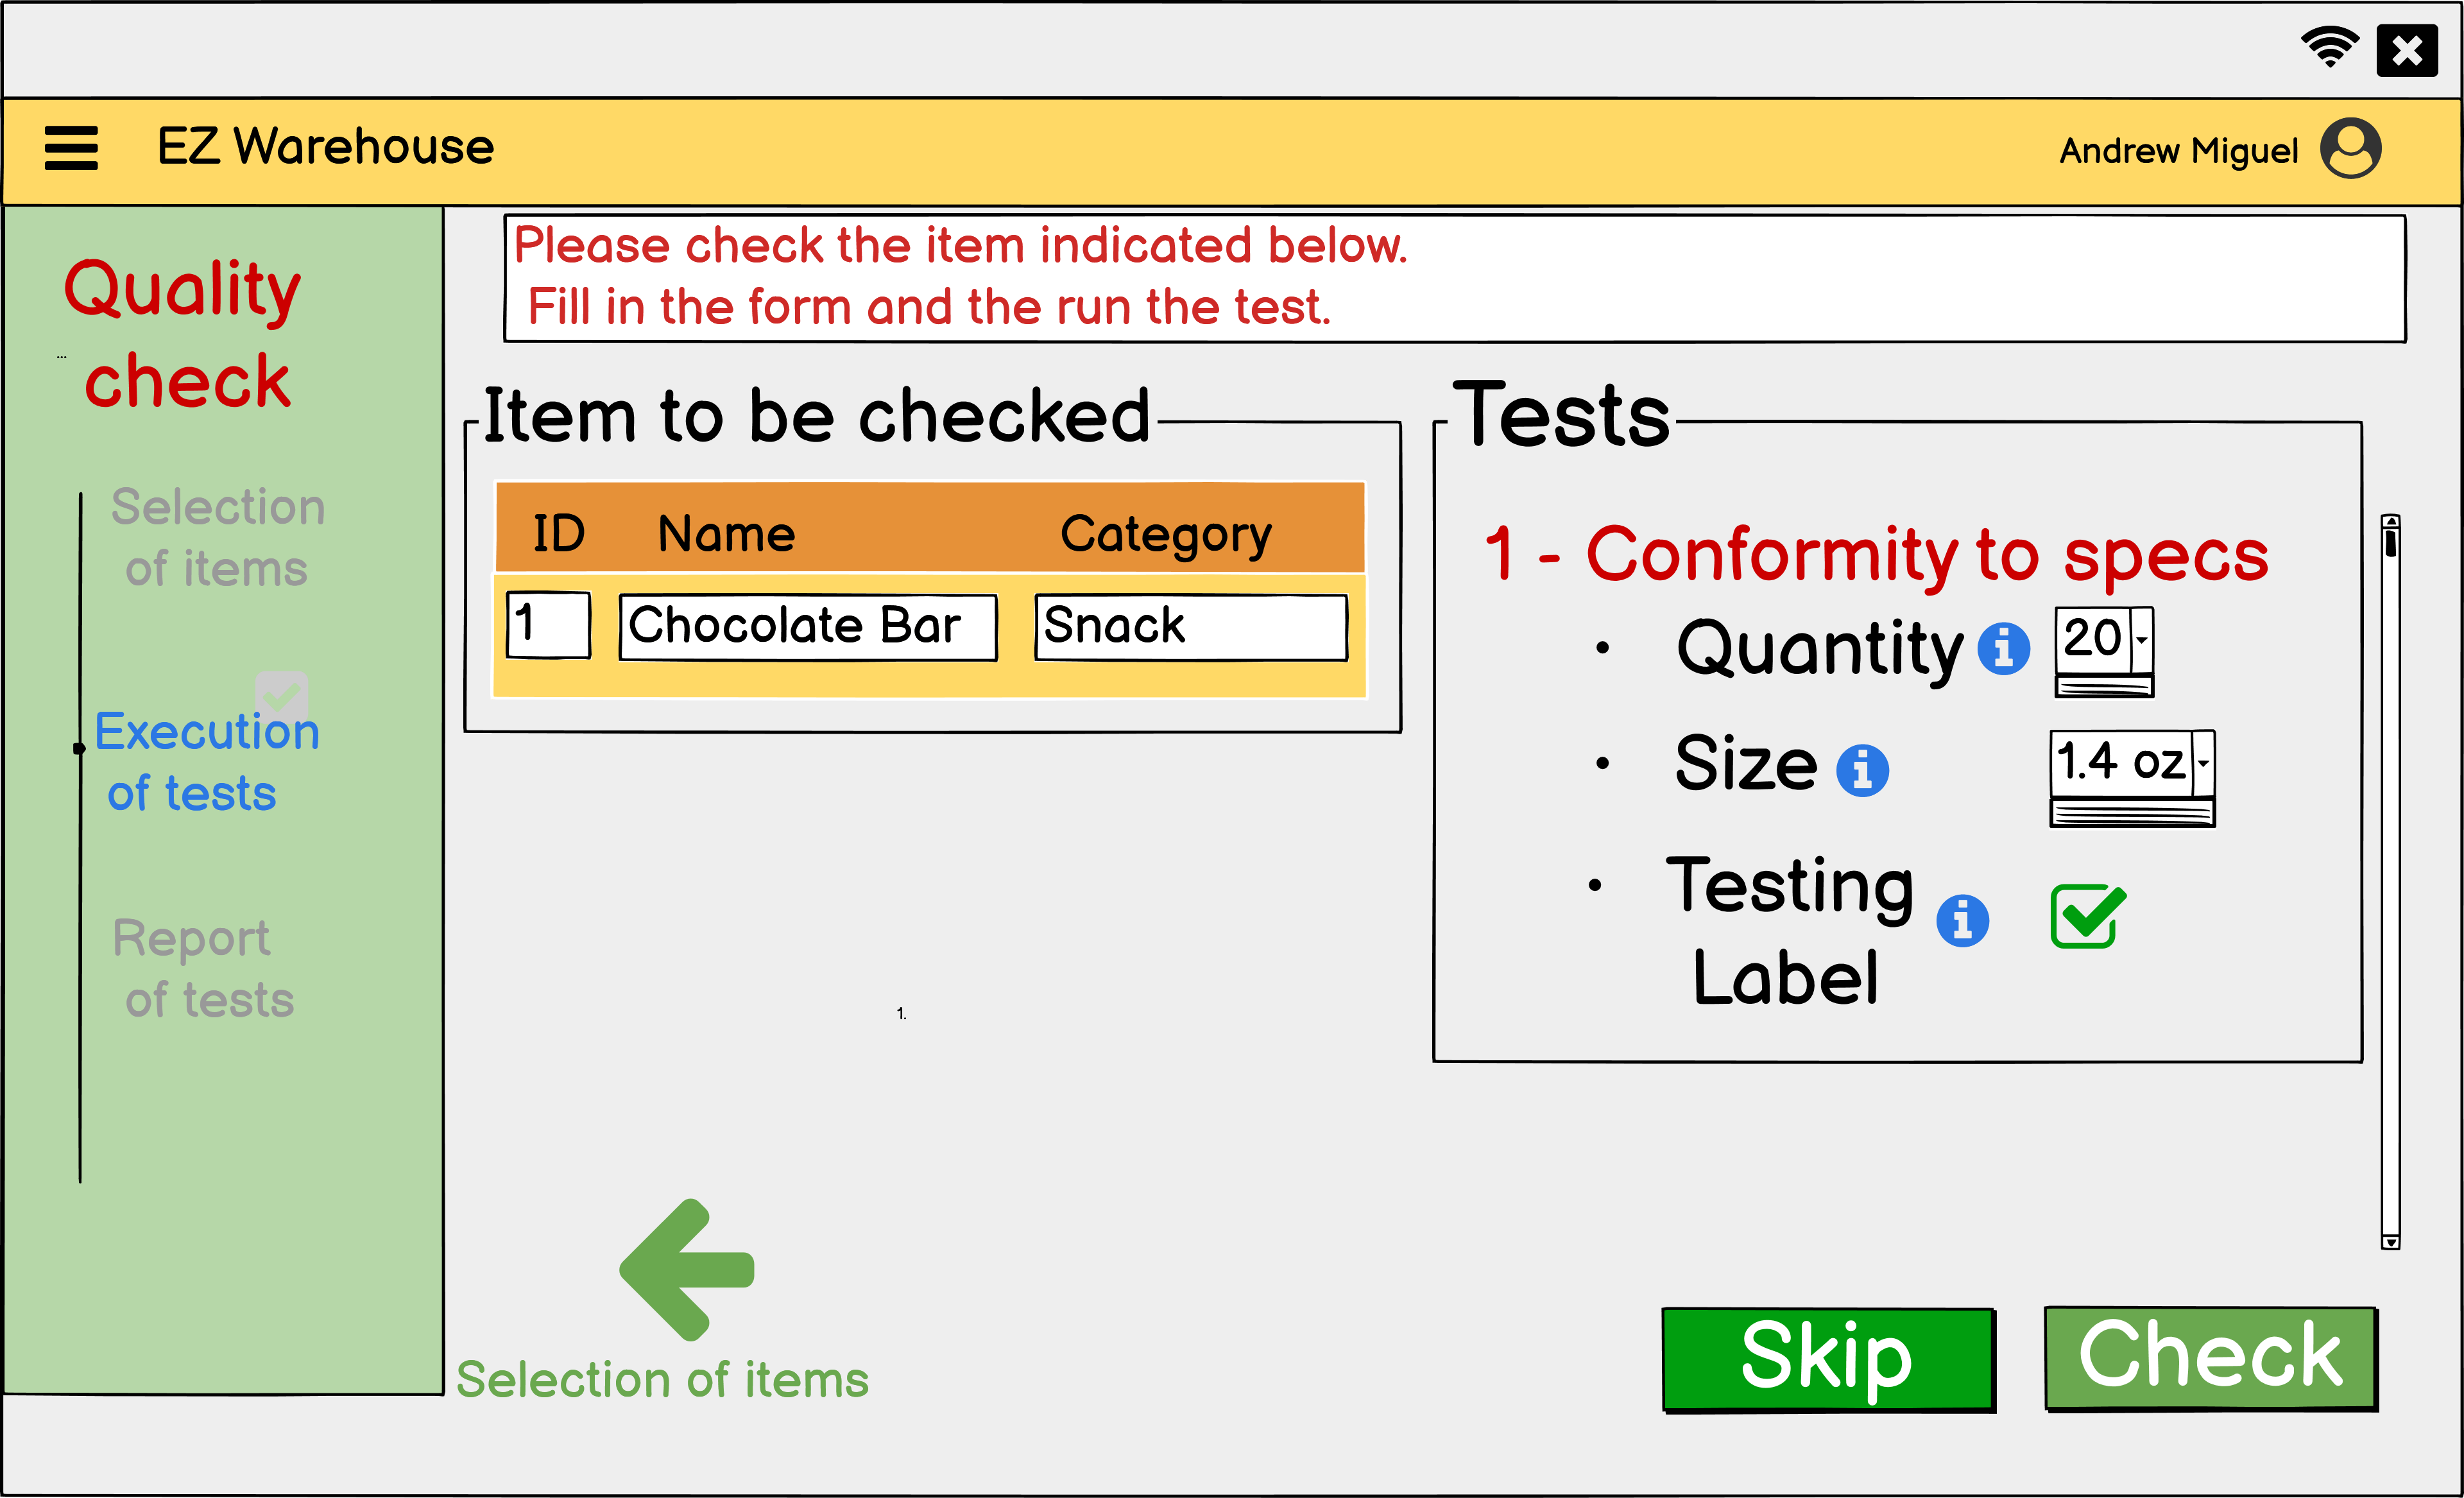 EZ Warehouse
Andrew Miguel
Quality
check
...
Selection
of items
Execution
of tests
Report
of tests
Please check the item indicated below.
Fill in the form and the run the test.
Item to be checked
ID Name Category
1 Chocolate Bar Snack
1.
Tests
1 - Conformity to specs
• Quantity i 20
• Size i 1.4 oz
• Testing i
Label
Selection of items
Skip
Check